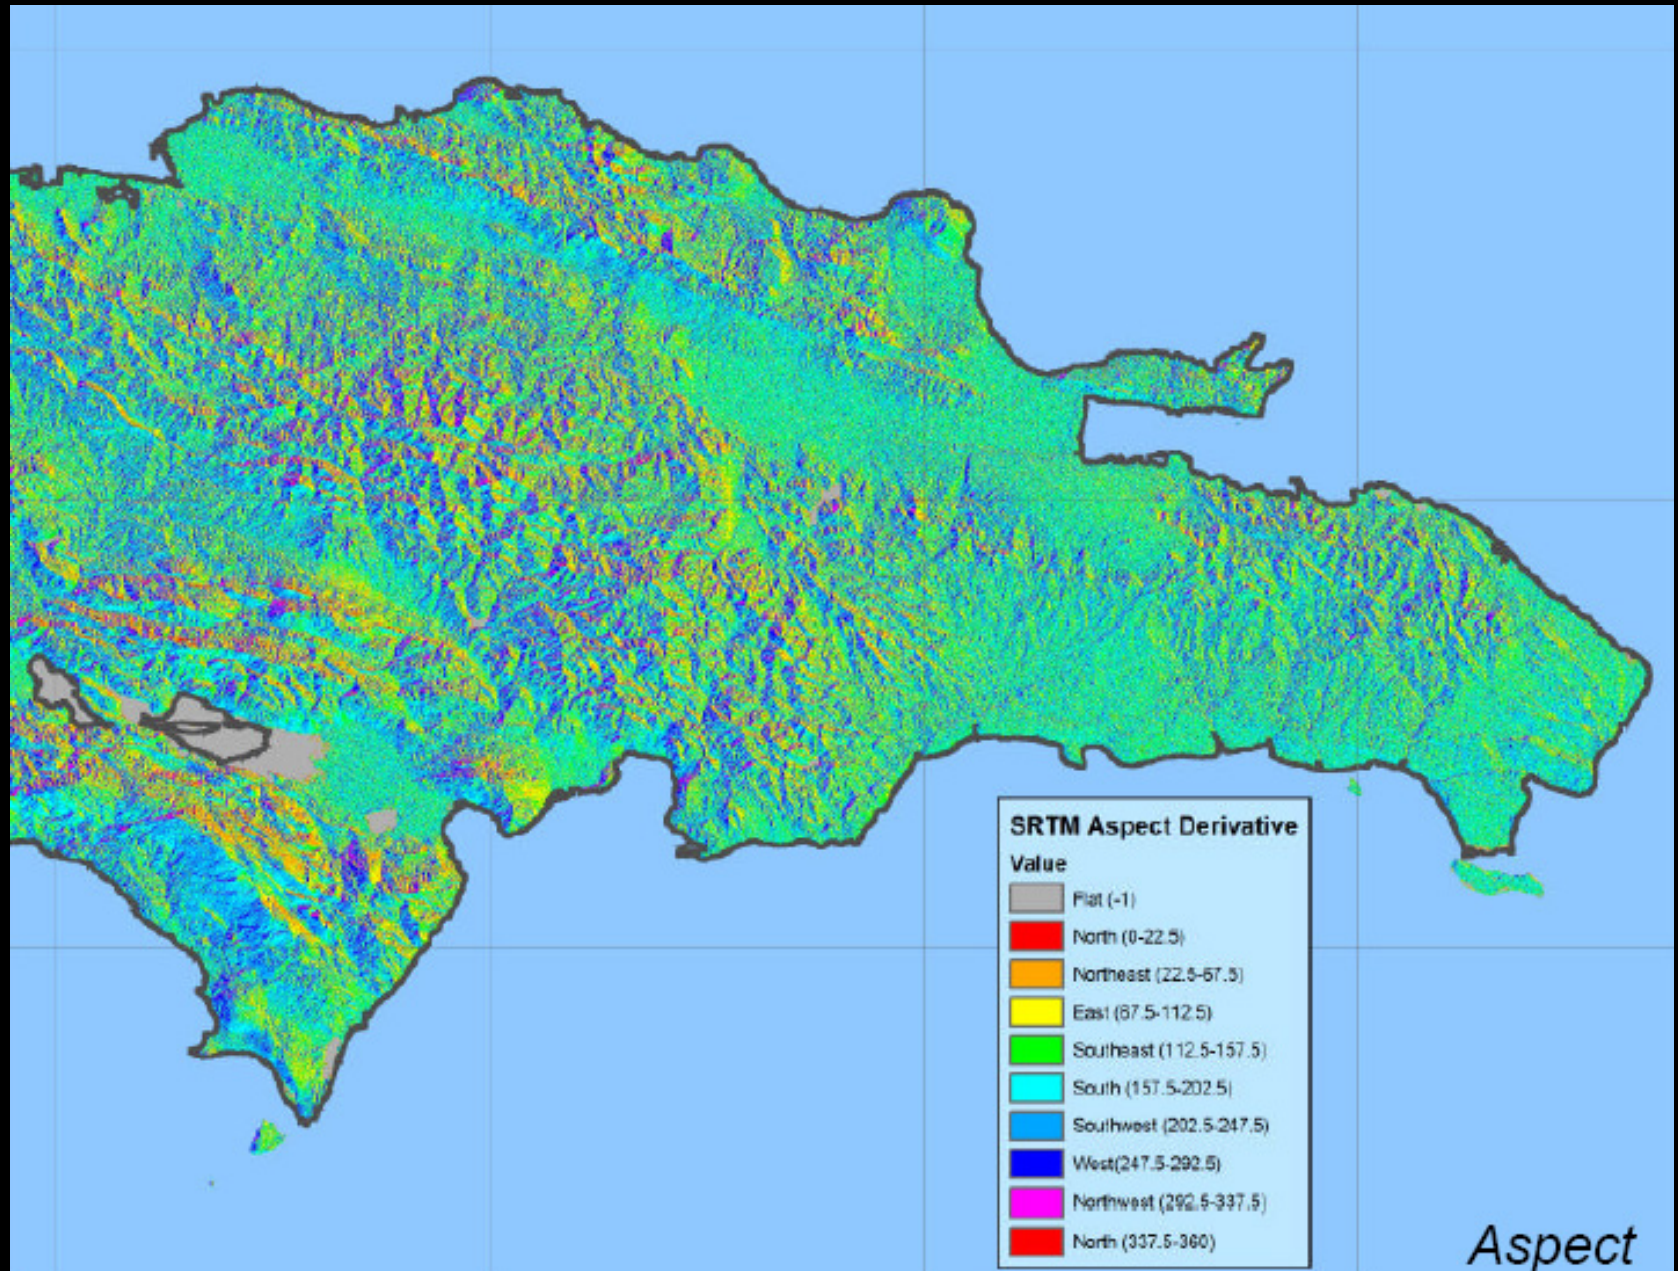 SRTM Aspect Derivative
Value
Flat (-1)
North (0-22.5)
Northeast (22.5-67.5)
East (67.5-112.5)
Southeast (112.5-157.5)
South (157.5-202.5)
Southwest (202.5-247.5)
West(247.5-292.5)
Northwest (292.5-337.5)
North (337.5-360)
Aspect